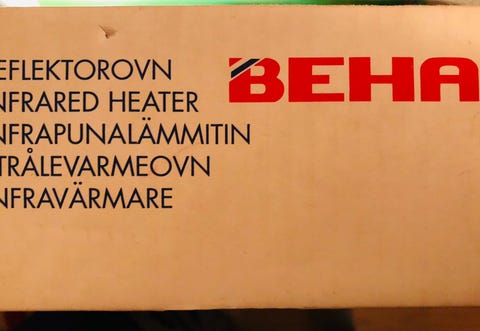 EFLEKTOROVN
NFRARED HEATER
NFRAPUNALÄMMITIN
TRÅLEVARMEOVN
NFRAVÄRMARE
BEHA